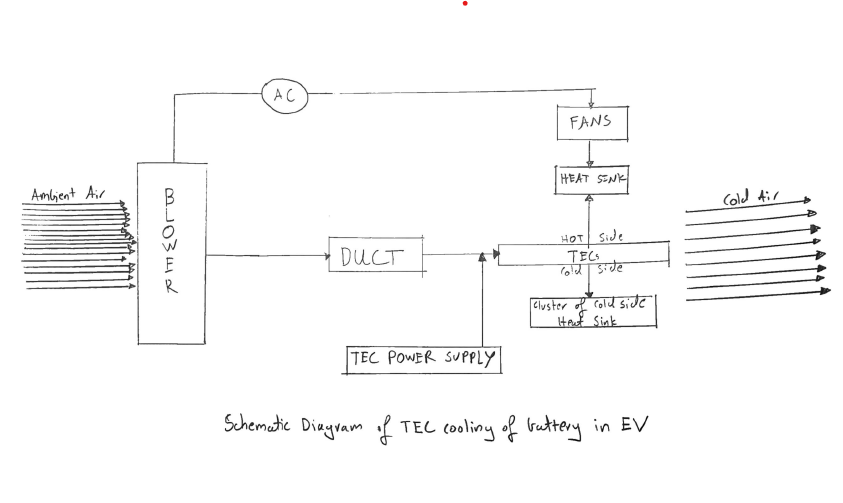 AC
FANS
HEAT SINK
Ambient Air
BLOWER
Cold Air
HOT side
DUCT
TECs
Cold side
Cluster of Cold side
Heat Sink
TEC POWER SUPPLY
Schematic Diagram of TEC cooling of battery in EV